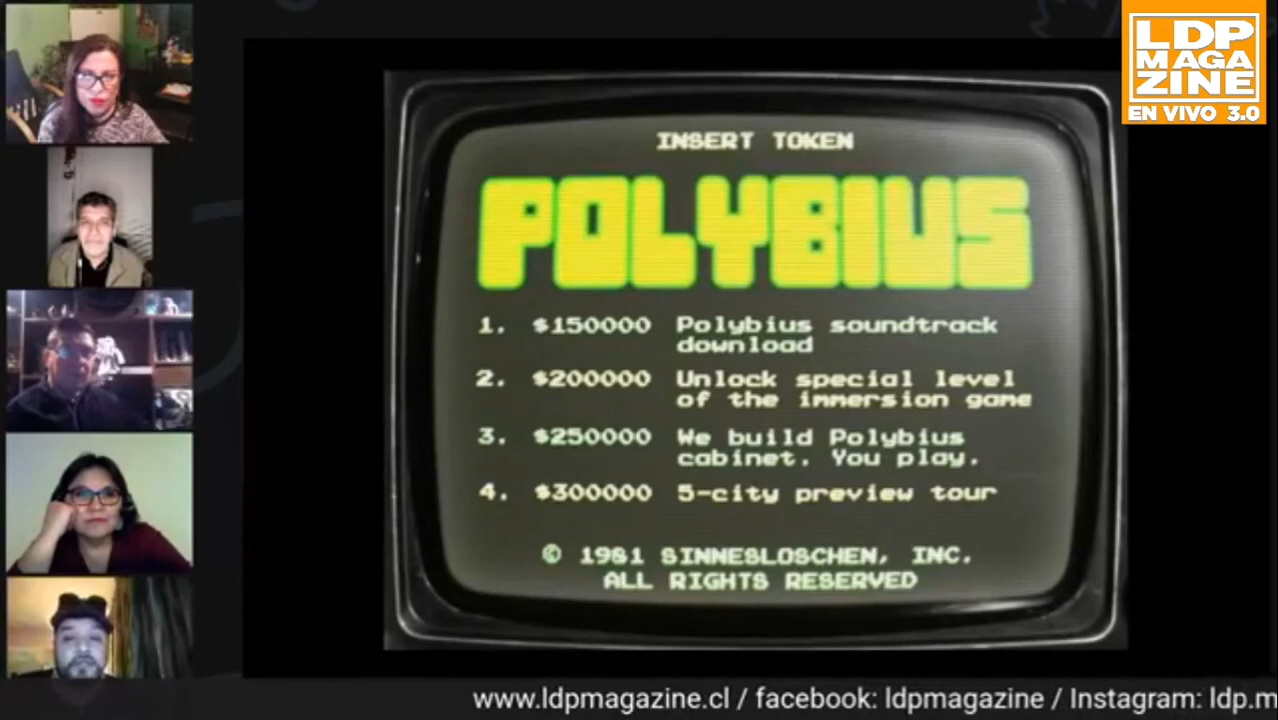 LDP
MAGA
ZINE
EN VIVO 3.0
INSERT TOKEN
POLYBIUS
1. $150000 Polybius soundtrack
download
2. $200000 Unlock special level
of the immersion game
3. $250000 We build Polybius
cabinet. You play.
4. $300000 5-city preview tour
© 1981 SINNESLOSCHEN, INC.
ALL RIGHTS RESERVED
www.ldpmagazine.cl / facebook: ldpmagazine / Instagram: ldp.m